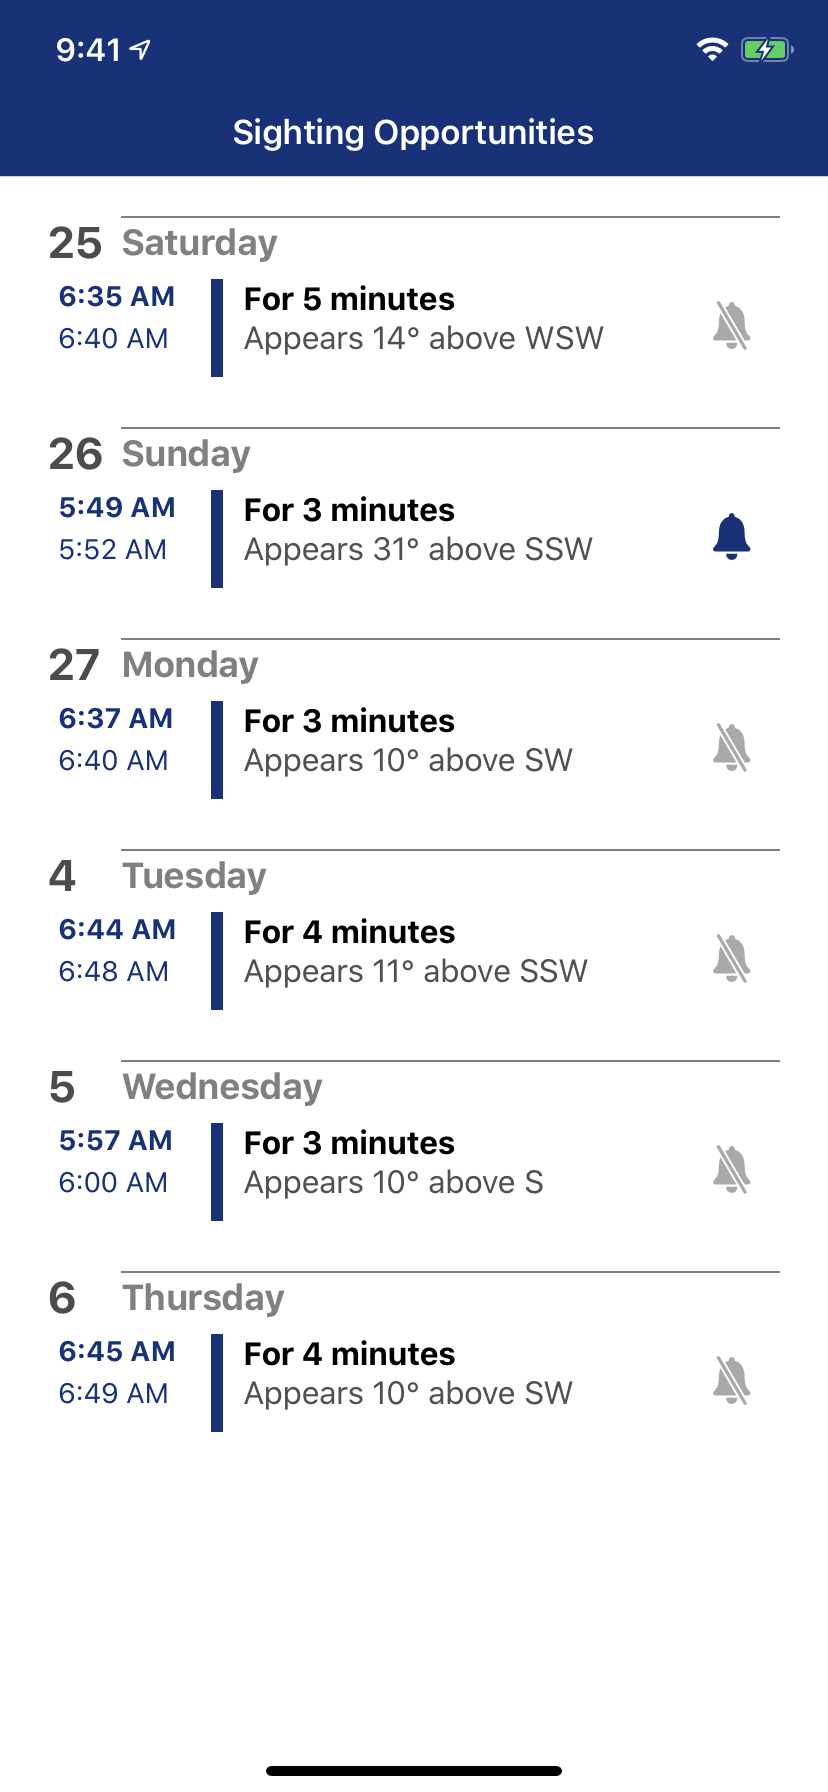 9:41
Sighting Opportunities
25 Saturday
6:35 AM For 5 minutes
6:40 AM Appears 14° above WSW
26 Sunday
5:49 AM For 3 minutes
5:52 AM Appears 31° above SSW
27 Monday
6:37 AM For 3 minutes
6:40 AM Appears 10° above SW
4 Tuesday
6:44 AM For 4 minutes
6:48 AM Appears 11° above SSW
5 Wednesday
5:57 AM For 3 minutes
6:00 AM Appears 10° above S
6 Thursday
6:45 AM For 4 minutes
6:49 AM Appears 10° above SW